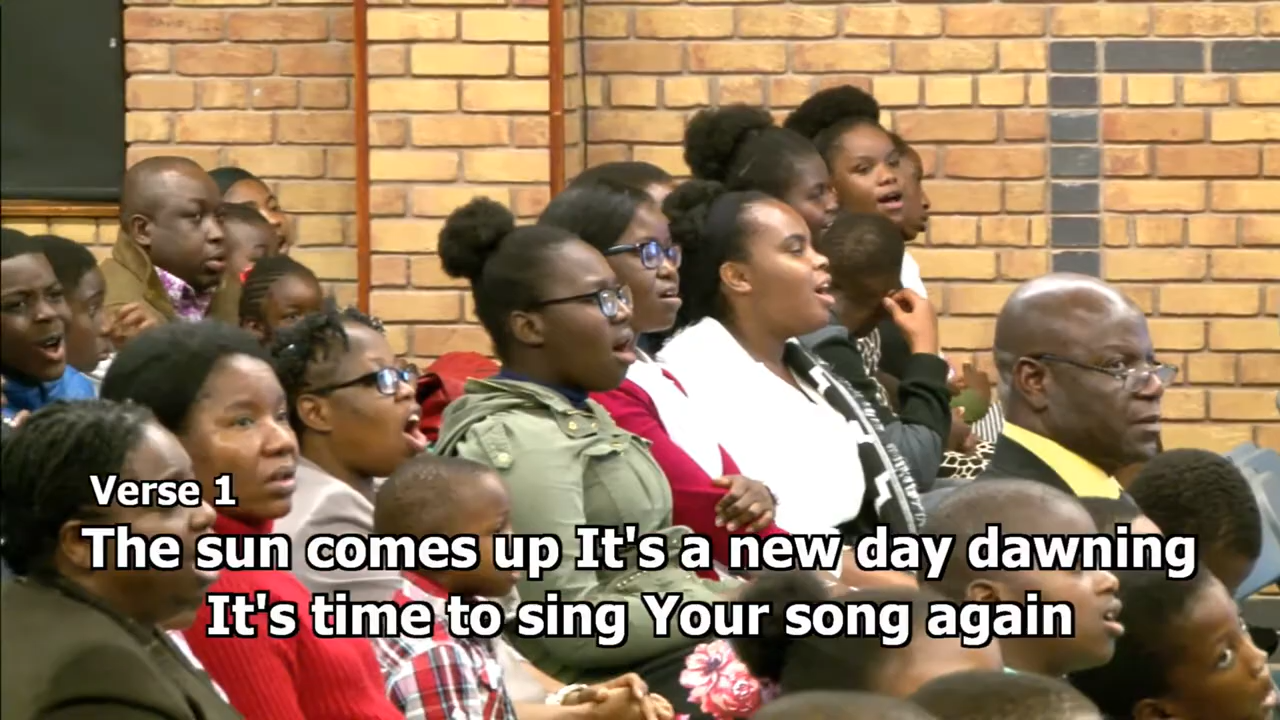 Verse 1
The sun comes up It's a new day dawning
It's time to sing Your song again